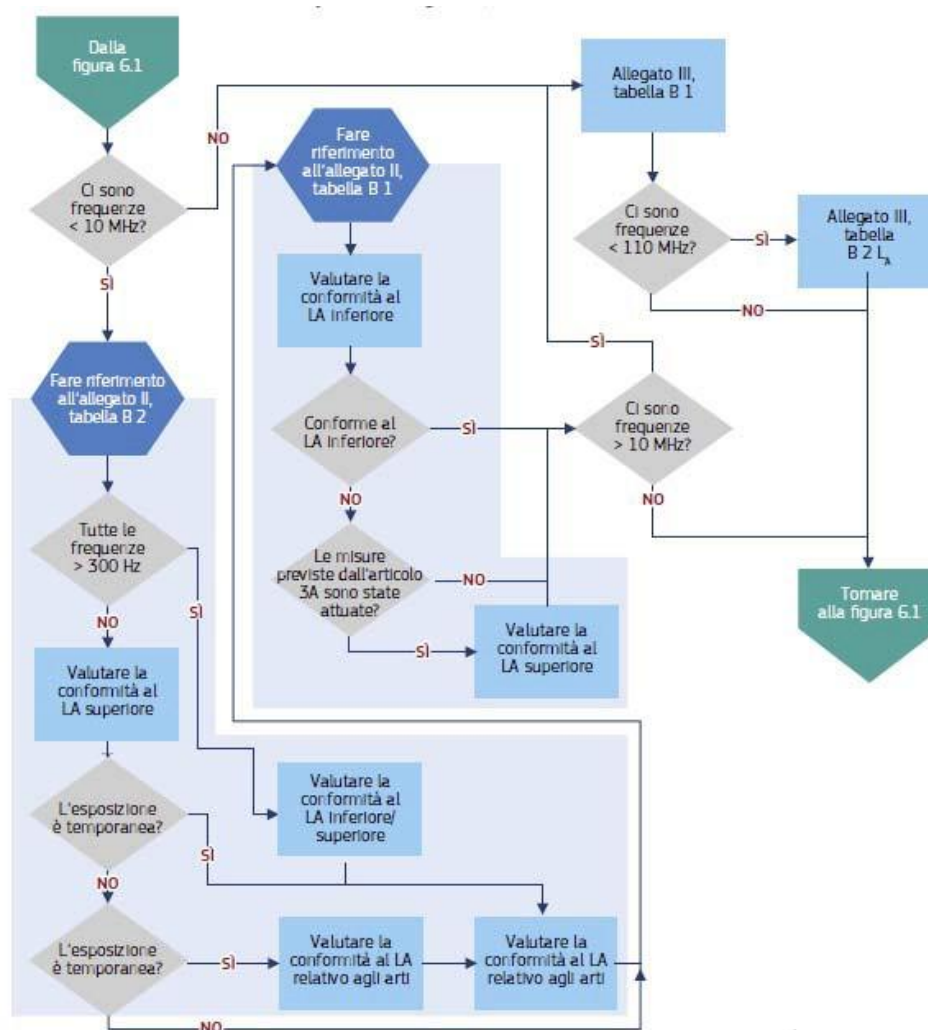 Dalla
figura 6.1
Ci sono
frequenze
< 10 MHz?
NO
SÌ
Fare riferimento
all'allegato II,
tabella B 2
Tutte le
frequenze
> 300 Hz
NO
SÌ
Valutare la
conformità al
LA superiore
L'esposizione
è temporanea?
SÌ
NO
L'esposizione
è temporanea?
SÌ
NO
Valutare la
conformità al
LA inferiore/
superiore
Valutare la
conformità al LA
relativo agli arti
Valutare la
conformità al LA
relativo agli arti
Fare
riferimento
all'allegato II,
tabella B 1
Valutare la
conformità al
LA inferiore
Conforme al
LA inferiore?
SÌ
NO
Le misure
previste dall'articolo
3A sono state
attuate?
NO
SÌ
Valutare la
conformità al
LA superiore
Ci sono
frequenze
> 10 MHz?
SÌ
NO
Allegato III,
tabella B 1
Ci sono
frequenze
< 110 MHz?
SÌ
NO
Allegato III,
tabella
B 2 L_A
Tornare
alla figura 6.1